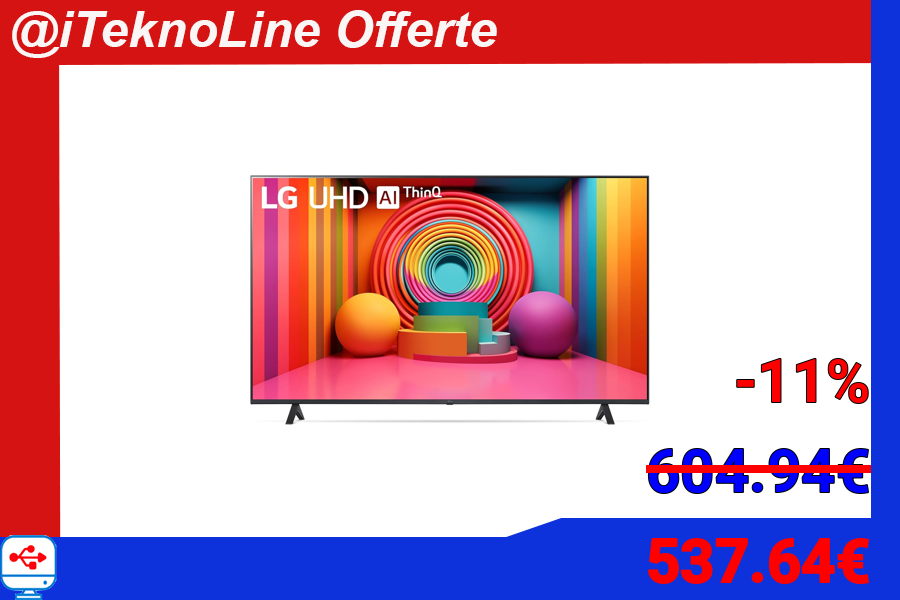 @iTeknoLine Offerte
LG UHD AI ThinQ
-11%
604.94€
537.64€